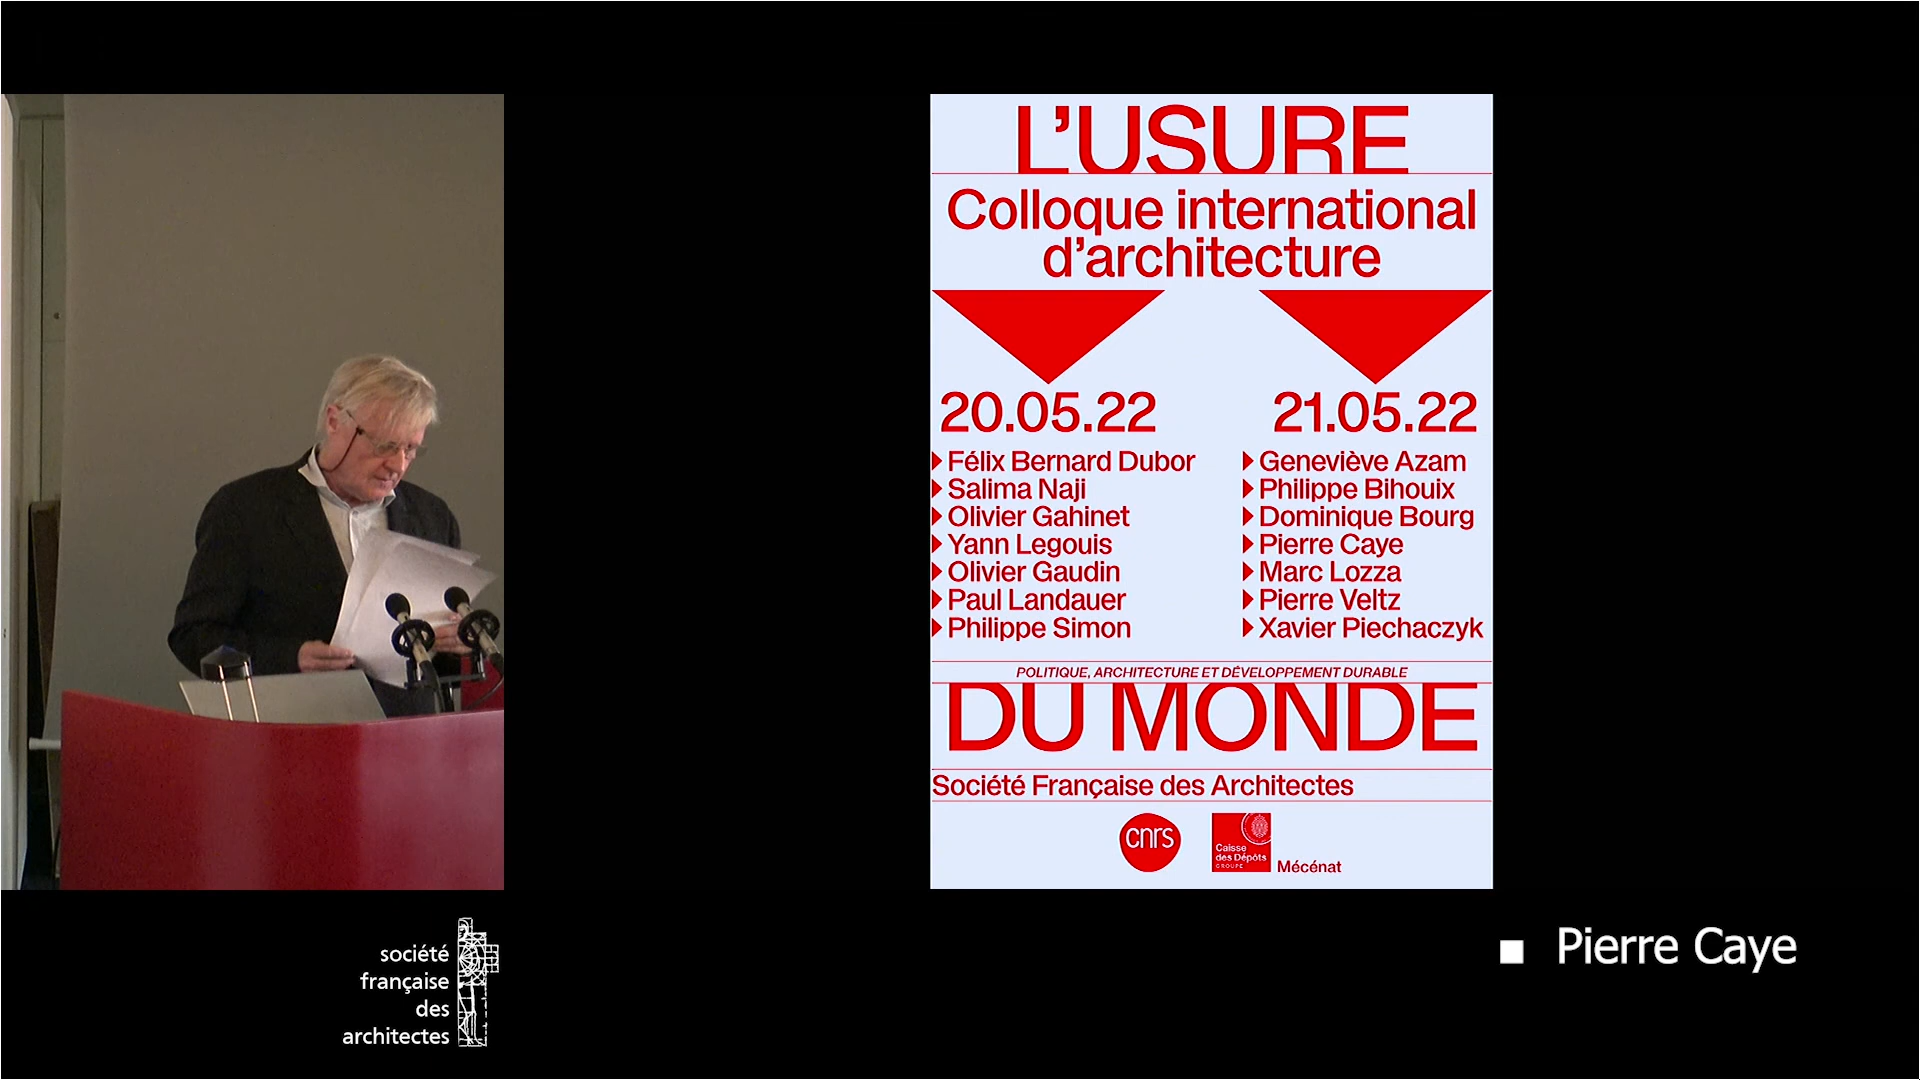 L'USURE
Colloque international
d'architecture
20.05.22
Félix Bernard Dubor
Salima Naji
Olivier Gahinet
Yann Legouis
Olivier Gaudin
Paul Landauer
Philippe Simon
21.05.22
Geneviève Azam
Philippe Bihouix
Dominique Bourg
Pierre Caye
Marc Lozza
Pierre Veltz
Xavier Piechaczyk
POLITIQUE, ARCHITECTURE ET DÉVELOPPEMENT DURABLE
DU MONDE
Société Française des Architectes
cnrs
Caisse
des Dépôts
GROUPE
Mécénat
société
française
des
architectes
Pierre Caye